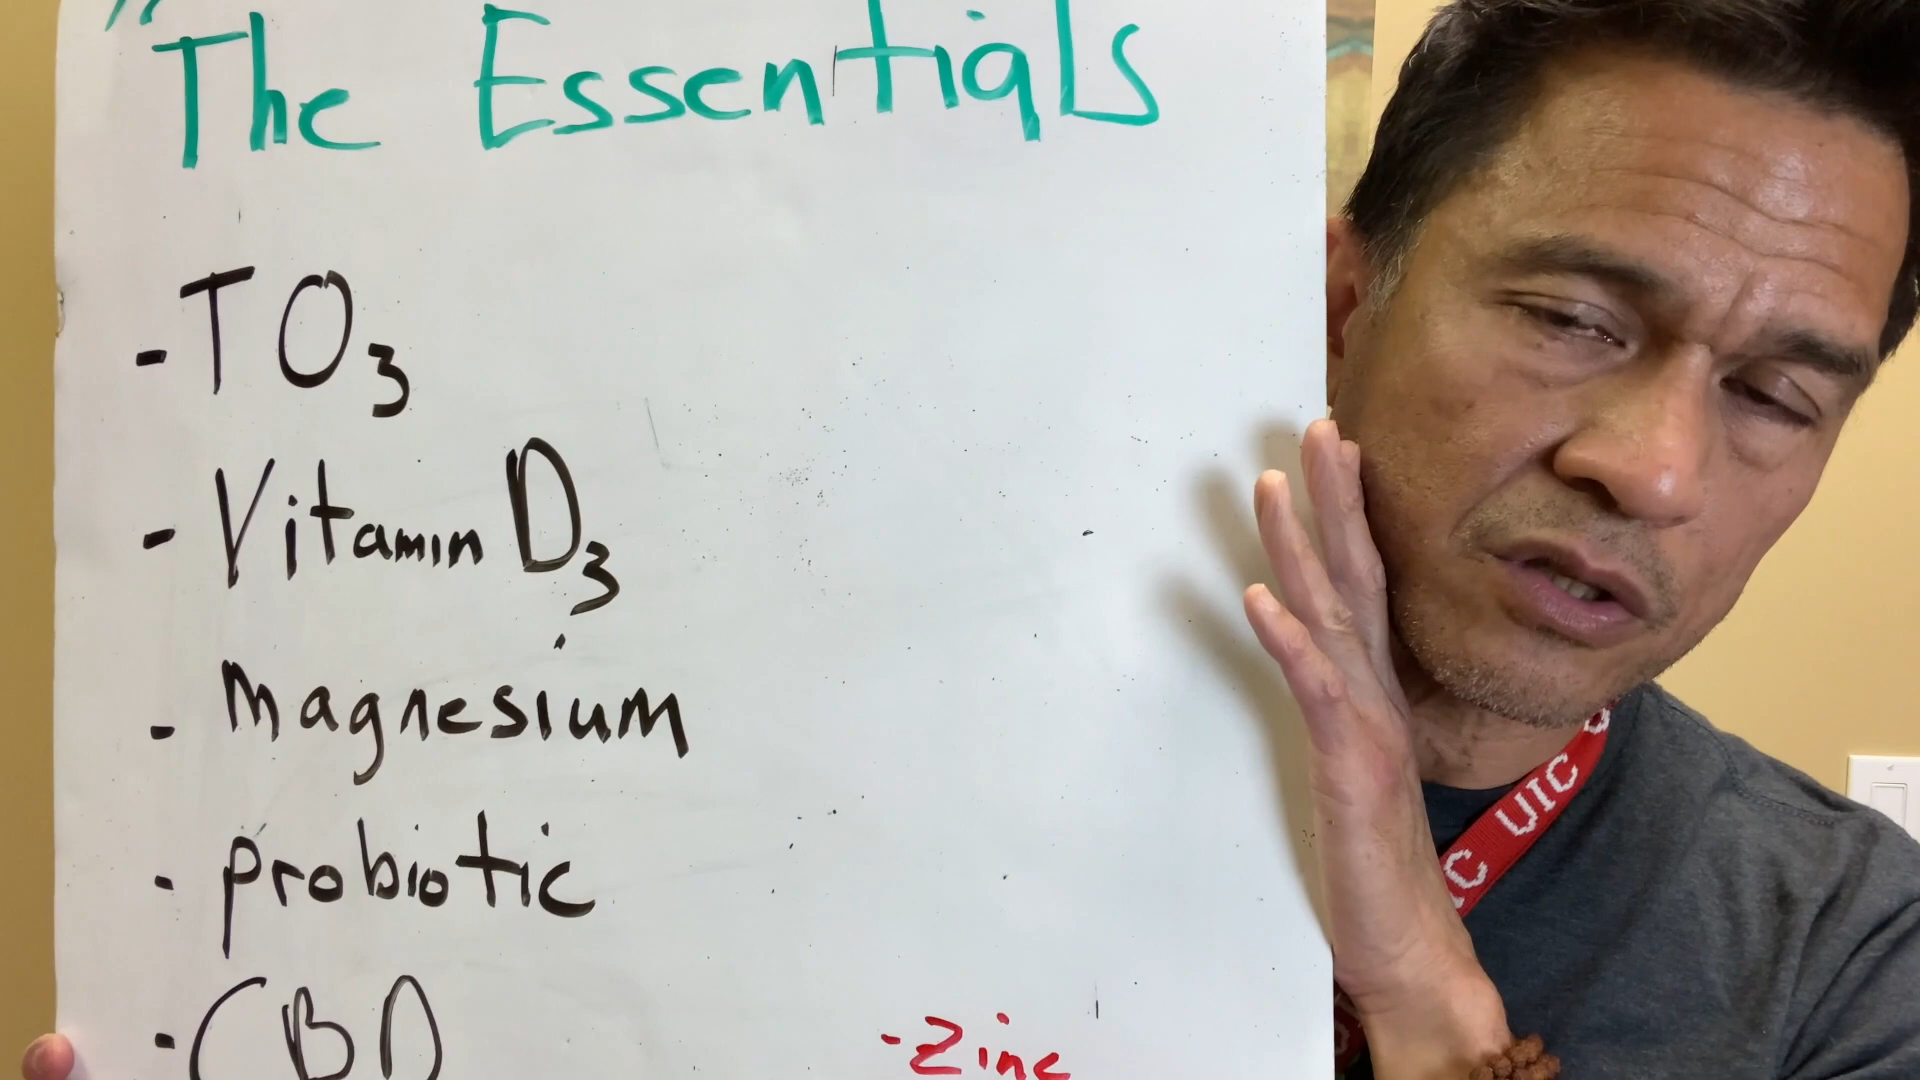 "The Essentials
- TO3
- Vitamin D3
- magnesium
- probiotic
- CBD
- Zinc
UIC